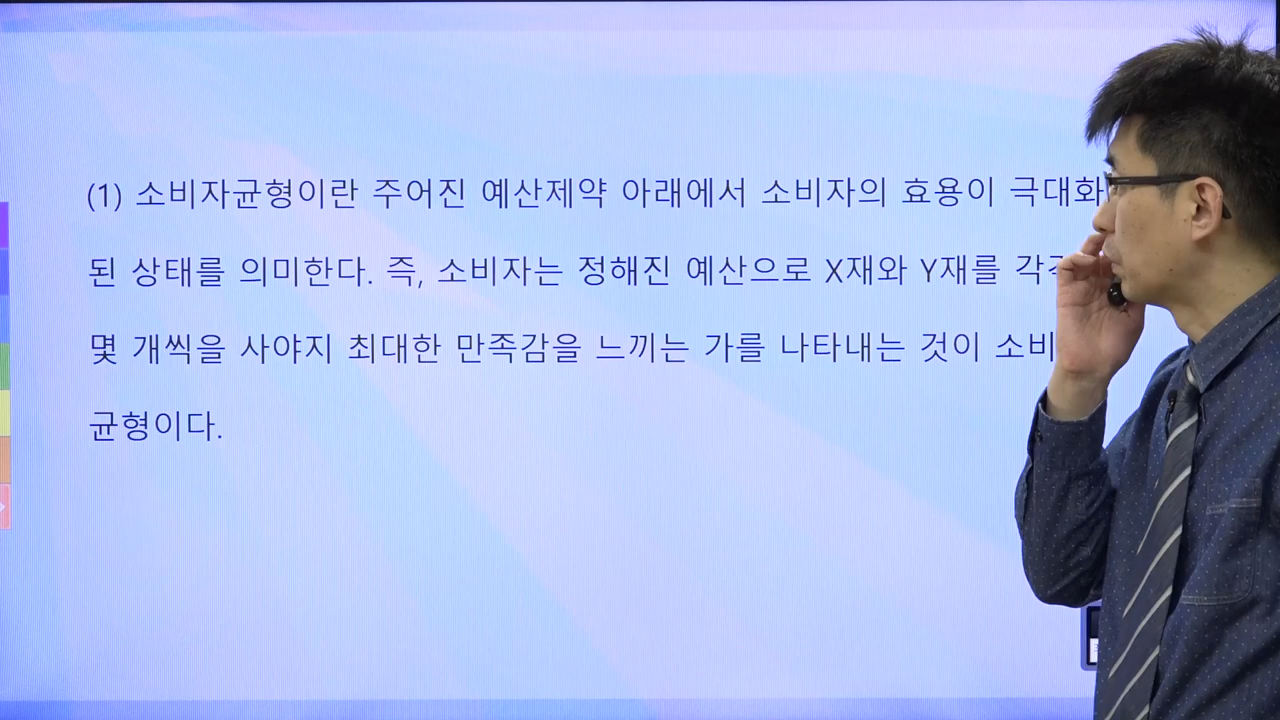 (1) 소비자균형이란 주어진 예산제약 아래에서 소비자의 효용이 극대화
된 상태를 의미한다. 즉, 소비자는 정해진 예산으로 X재와 Y재를
몇 개씩을 사야지 최대한 만족감을 느끼는 가를 나타내는 것이 소비
균형이다.